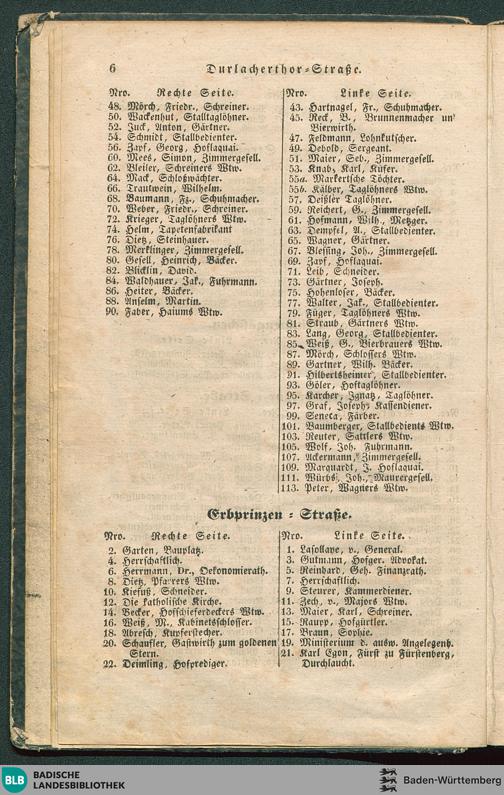 6
Durlacherthor-Straße.
Nro. Rechte Seite.
48. Mörch, Friedr., Schreiner.
50. Wackenhut, Stalltaglöhner.
52. Juck, Anton, Gärtner.
54. Schmidt, Stallbedienter.
56. Zapf, Georg, Hoflaquai.
60. Mees, Simon, Zimmergesell.
62. Bleiler, Schreiners Wtw.
64. Mack, Schloßwächter.
66. Trautwein, Wilhelm.
68. Baumann, Fz., Schuhmacher.
70. Weber, Friedr., Schreiner.
72. Krieger, Taglöhners Wtw.
74. Helm, Tapetenfabrikant
76. Dietz, Steinhauer.
78. Merklinger, Zimmergesell.
80. Gesell, Heinrich, Bäcker.
82. Blicklin, David.
84. Waldhauer, Jak., Fuhrmann.
86. Heiter, Bäcker.
88. Anselm, Martin.
90. Faber, Haiums Wtw.
Nro. Linke Seite.
43. Hartnagel, Fr., Schuhmacher.
45. Reck, B., Brunnenmacher un
Bierwirth.
47. Feldmann, Lohnkutscher.
49. Debold, Sergeant.
51. Maier, Seb., Zimmergesell.
53. Knab, Karl, Küfer.
55a. Markertsche Töchter.
55b. Kälber, Taglöhners Wtw.
57. Deißler Taglöhner.
59. Reichert, G., Zimmergesell.
61. Hofmann, Wilh., Metzger.
63. Dempfel, A., Stallbedienter.
65. Wagner, Gärtner.
67. Blessing, Joh., Zimmergesell.
69. Zapf, Hoflaquai.
71. Leib, Schneider.
73. Gärtner, Joseph.
75. Hohenloser, Bäcker.
77. Walter, Jak., Stallbedienter.
79. Füger, Taglöhners Wtw.
81. Straub, Gärtners Wtw.
83. Lang, Georg, Stallbedienter.
85. Weiß, G., Bierbrauers Wtw.
87. Mörch, Schlossers Wtw.
89. Gartner, Wilh. Bäcker.
91. Hilbertsheimer, Stallbedienter.
93. Göler, Hoftaglöhner.
95. Karcher, Ignatz, Taglöhner.
97. Graf, Joseph, Kassendiener.
99. Seneca, Färber.
101. Baumberger, Stallbedients Wtw.
103. Reuter, Sattlers Wtw.
105. Wolf, Joh. Fuhrmann.
107. Ackermann, Zimmergesell.
109. Marquardt, J. Hoflaquai.
111. Würbs, Joh., Maurergesell.
113. Peter, Wagners Wtw.
Erbprinzen-Straße.
Nro. Rechte Seite.
2. Garten, Bauplatz.
4. Herrschaftlich.
6. Herrmann, Dr., Oekonomierath.
8. Dietz, Pfarrers Wtw.
10. Kiefuß, Schneider.
12. Die katholische Kirche.
14. Becker, Hofschieferdeckers Wtw.
16. Weiß, M., Kabinetsschlosser.
18. Abresch, Kupferstecher.
20. Schaufler, Gastwirth zum goldenen
Stern.
22. Deimling, Hofprediger.
Nro. Linke Seite.
1. Lasollaye, v., General.
3. Gutmann, Hofger. Advokat.
5. Reinhard, Geh. Finanzrath.
7. Herrschaftlich.
9. Steurer, Kammerdiener.
11. Zech, v., Majors Wtw.
13. Maier, Karl, Schreiner.
15. Raupp, Hofgürtler.
17. Braun, Sophie.
19. Ministerium d. ausw. Angelegenh.
21. Karl Egon, Fürst zu Fürstenberg,
Durchlaucht.
BLB
BADISCHE
LANDESBIBLIOTHEK
Baden-Württemberg